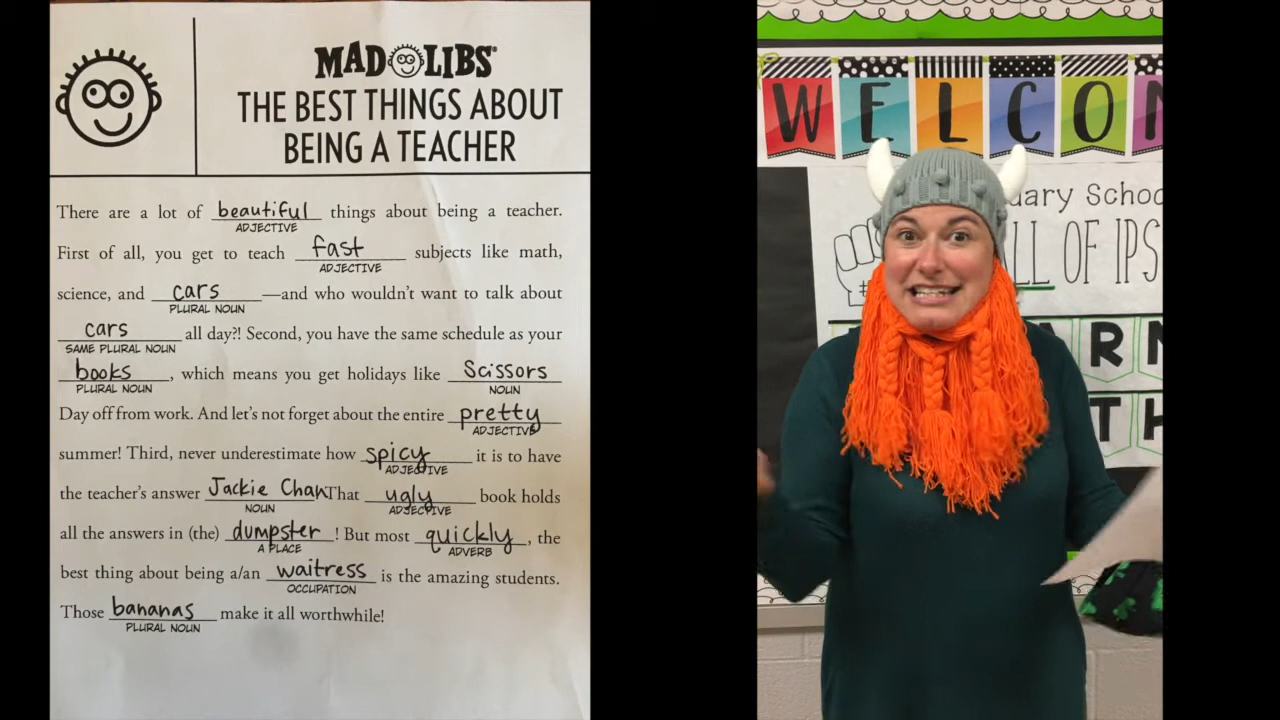 MAD LIBS®
THE BEST THINGS ABOUT
BEING A TEACHER
There are a lot of beautiful things about being a teacher.
ADJECTIVE
First of all, you get to teach fast subjects like math,
ADJECTIVE
science, and cars —and who wouldn't want to talk about
PLURAL NOUN
cars all day?! Second, you have the same schedule as your
SAME PLURAL NOUN
books, which means you get holidays like Scissors
PLURAL NOUN NOUN
Day off from work. And let's not forget about the entire pretty
ADJECTIVE
summer! Third, never underestimate how spicy it is to have
ADJECTIVE
the teacher's answer Jackie Chan That ugly book holds
NOUN ADJECTIVE
all the answers in (the) dumpster! But most quickly, the
A PLACE ADVERB
best thing about being a/an waitress is the amazing students.
OCCUPATION
Those bananas make it all worthwhile!
PLURAL NOUN
WELCO
OF IPS